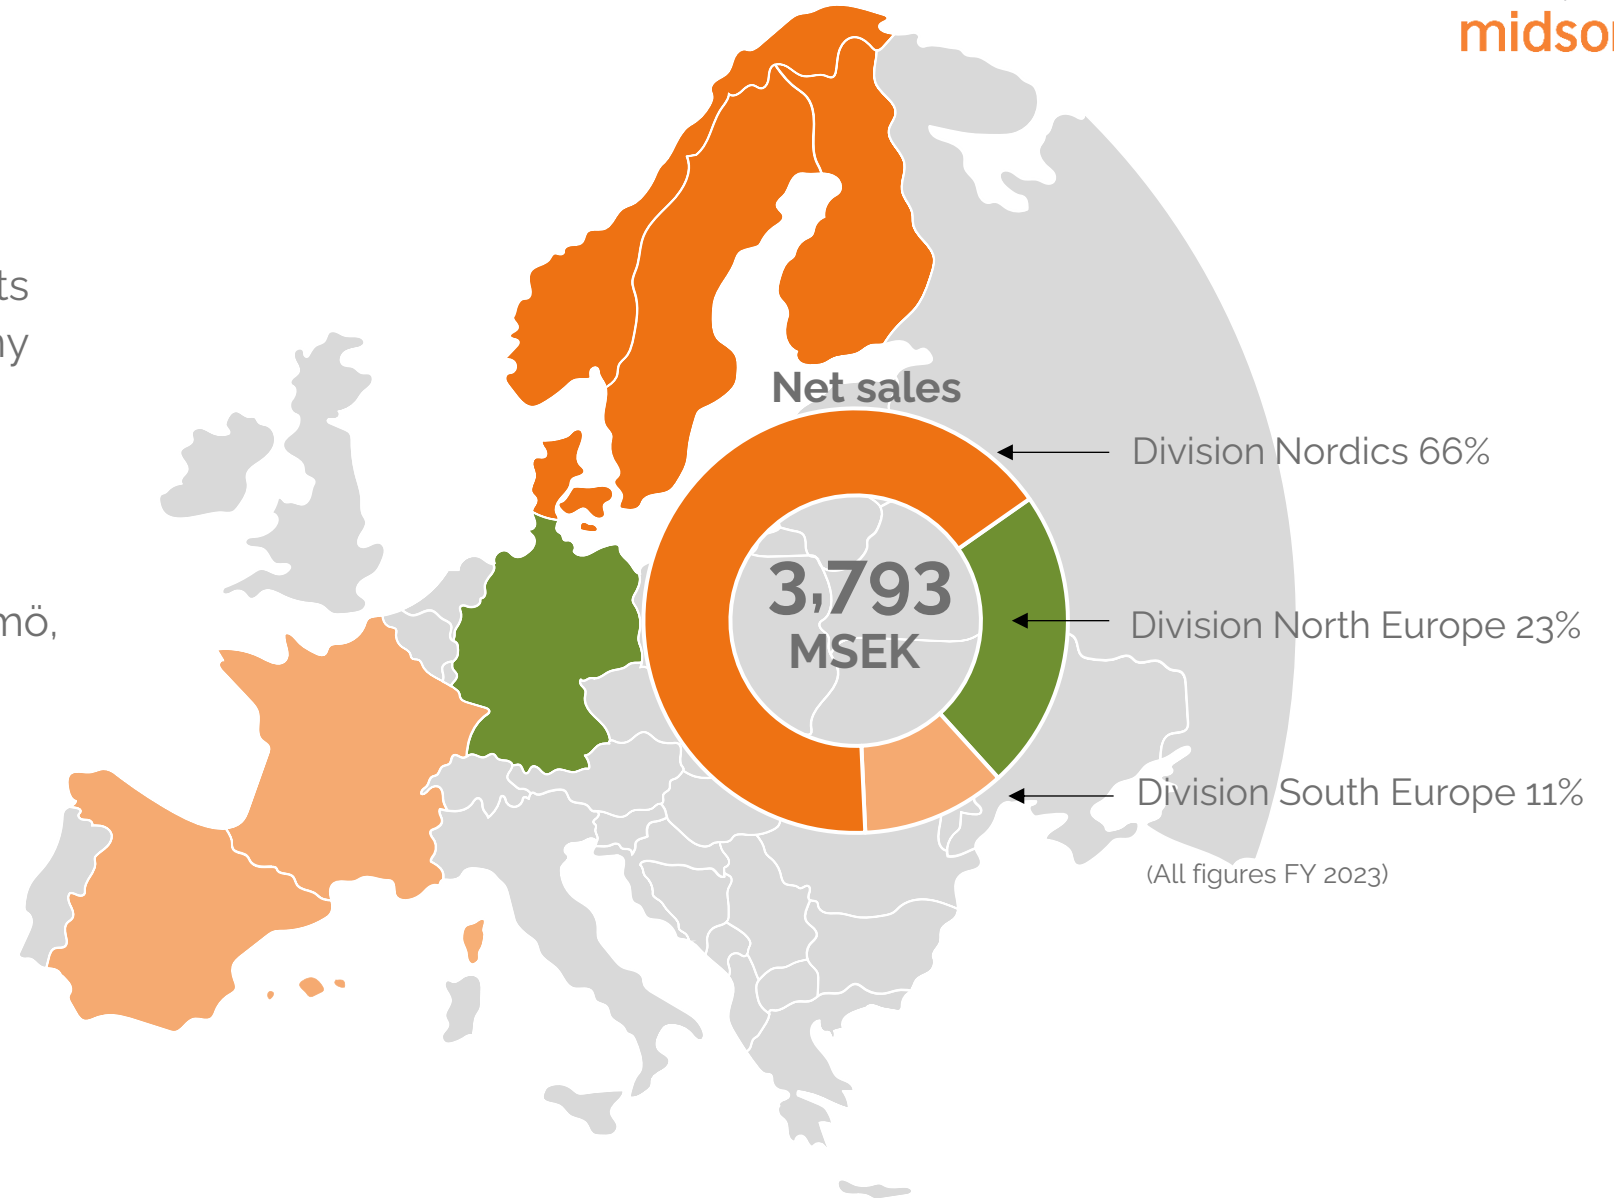 midso
ts
ny
mö,
Net sales
3,793
MSEK
Division Nordics 66%
Division North Europe 23%
Division South Europe 11%
(All figures FY 2023)